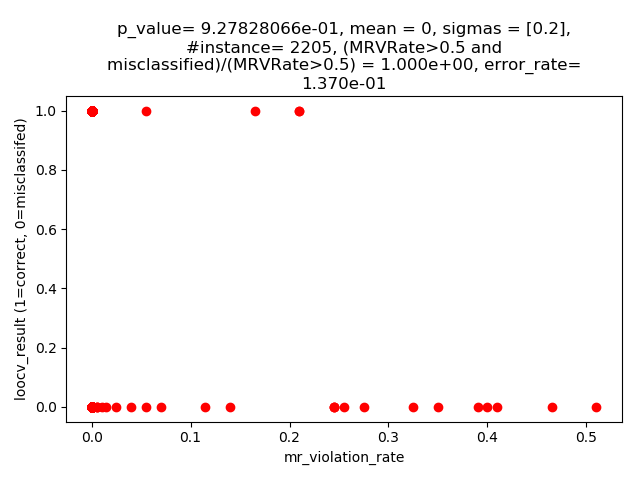 p_value= 9.27828066e-01, mean = 0, sigmas = [0.2],
#instance= 2205, (MRVRate>0.5 and
misclassified)/(MRVRate>0.5) = 1.000e+00, error_rate=
1.370e-01
1.0
0.8
0.6
0.4
0.2
0.0
loocv_result (1=correct, 0=misclassifed)
0.0 0.1 0.2 0.3 0.4 0.5
mr_violation_rate